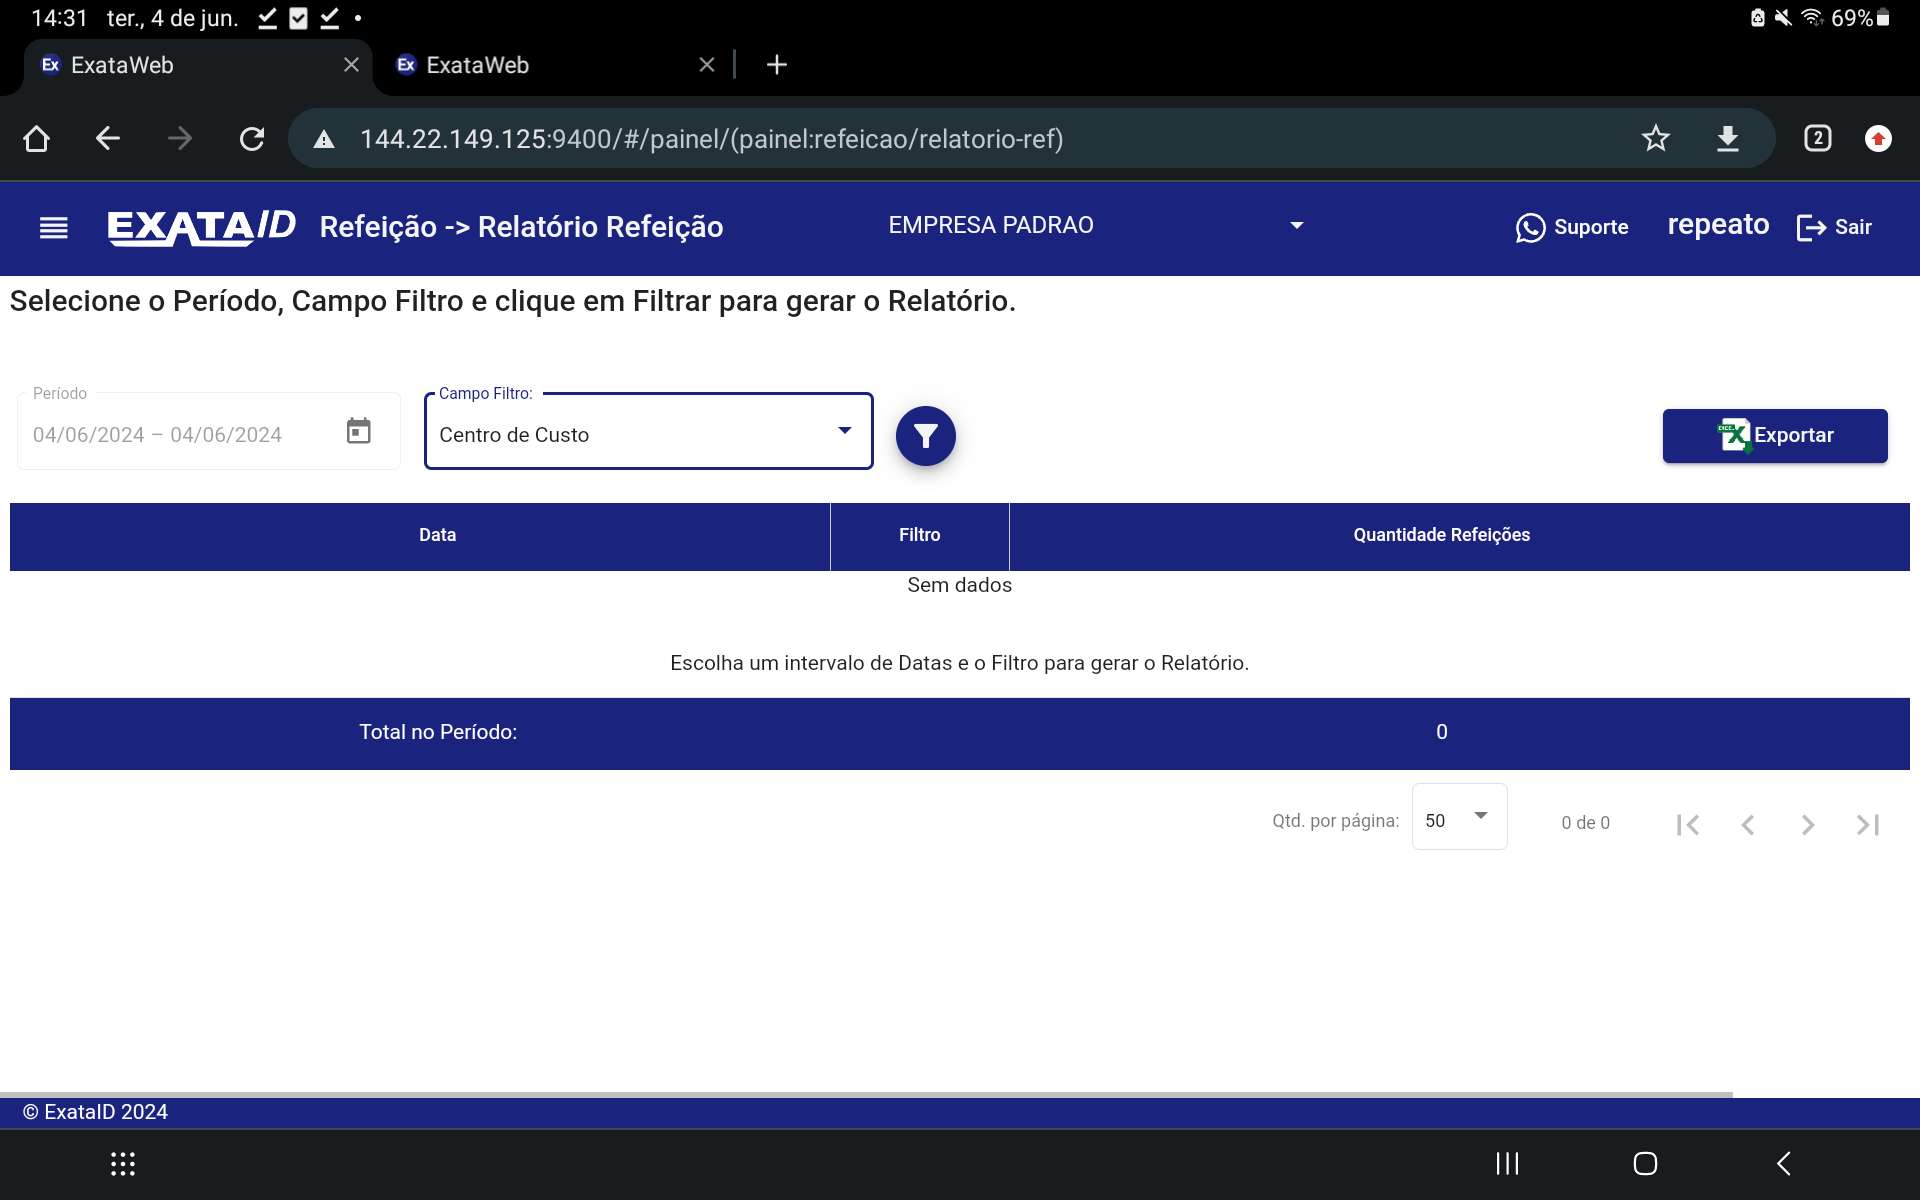 14:31 ter., 4 de jun. 69%
Ex ExataWeb Ex ExataWeb
144.22.149.125:9400/#/painel/(painel:refeicao/relatorio-ref) 2
EXATAID Refeição -> Relatório Refeição EMPRESA PADRAO Suporte repeato Sair
Selecione o Período, Campo Filtro e clique em Filtrar para gerar o Relatório.
Período Campo Filtro:
04/06/2024 – 04/06/2024 Centro de Custo Exportar
Data Filtro Quantidade Refeições
Sem dados
Escolha um intervalo de Datas e o Filtro para gerar o Relatório.
Total no Período: 0
Qtd. por página: 50 0 de 0
© ExataID 2024